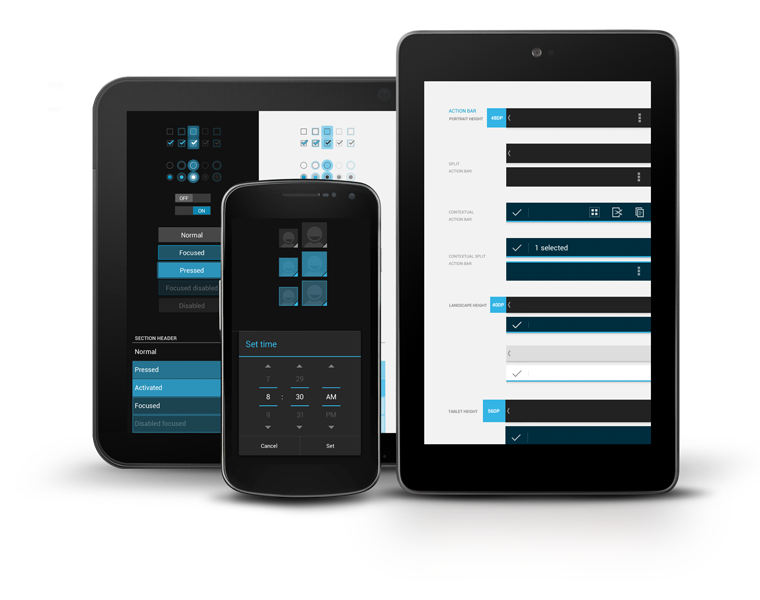 OFF
ON
Normal
Focused
Pressed
Focused disabled
Disabled
SECTION HEADER
Normal
Pressed
Activated
Focused
Disabled focused
Set time
7 29
8 : 30 AM
9 31 PM
Cancel Set
ACTION BAR
PORTRAIT HEIGHT
48DP
SPLIT
ACTION BAR
CONTEXTUAL
ACTION BAR
CONTEXTUAL SPLIT
ACTION BAR
1 selected
LANDSCAPE HEIGHT
40DP
TABLET HEIGHT
56DP